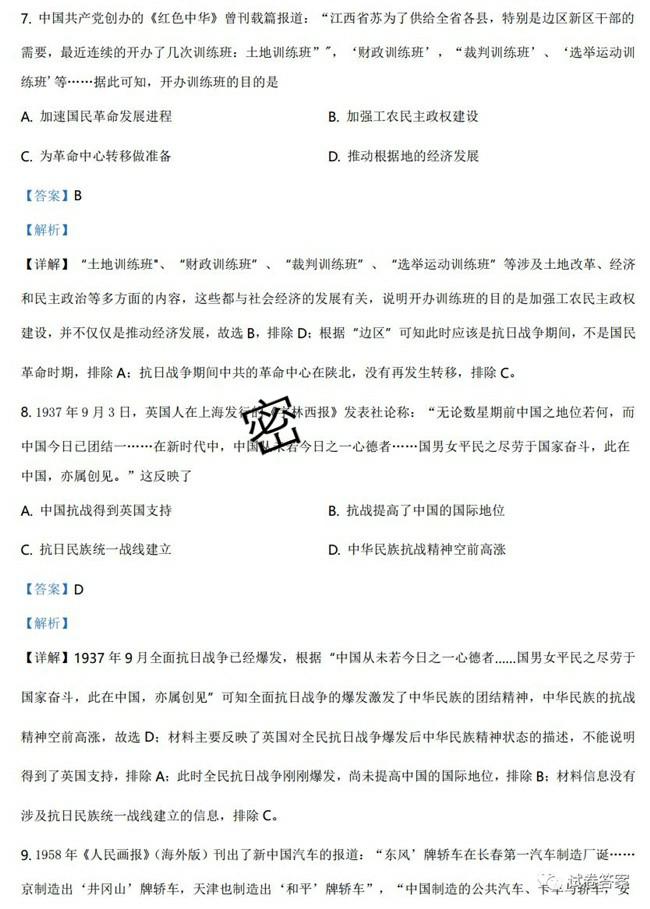 7. 中国共产党创办的《红色中华》曾刊载篇报道：“江西省苏为了供给全省各县，特别是边区新区干部的
需要，最近连续的开办了几次训练班：土地训练班”"，‘财政训练班’，“裁判训练班’、‘选举运动训
练班'等……据此可知，开办训练班的目的是
A. 加速国民革命发展进程 B. 加强工农民主政权建设
C. 为革命中心转移做准备 D. 推动根据地的经济发展
【答案】B
【解析】
【详解】“土地训练班"、“财政训练班”、“裁判训练班”、“选举运动训练班”等涉及土地改革、经济
和民主政治等多方面的内容，这些都与社会经济的发展有关，说明开办训练班的目的是加强工农民主政权
建设，并不仅仅是推动经济发展，故选 B，排除 D；根据“边区”可知此时应该是抗日战争期间，不是国民
革命时期，排除 A；抗日战争期间中共的革命中心在陕北，没有再发生转移，排除 C。
8. 1937 年 9 月 3 日，英国人在上海发行的《字林西报》发表社论称：“无论数星期前中国之地位若何，而
中国今日已团结一……在新时代中，中国从未若今日之一心德者……国男女平民之尽劳于国家奋斗，此在
中国，亦属创见。”这反映了
A. 中国抗战得到英国支持 B. 抗战提高了中国的国际地位
C. 抗日民族统一战线建立 D. 中华民族抗战精神空前高涨
【答案】D
【解析】
【详解】1937 年 9 月全面抗日战争已经爆发，根据“中国从未若今日之一心德者......国男女平民之尽劳于
国家奋斗，此在中国，亦属创见”可知全面抗日战争的爆发激发了中华民族的团结精神，中华民族的抗战
精神空前高涨，故选 D；材料主要反映了英国对全民抗日战争爆发后中华民族精神状态的描述，不能说明
得到了英国支持，排除 A；此时全民抗日战争刚刚爆发，尚未提高中国的国际地位，排除 B；材料信息没有
涉及抗日民族统一战线建立的信息，排除 C。
密
9. 1958 年《人民画报》（海外版）刊出了新中国汽车的报道：“东风’牌轿车在长春第一汽车制造厂诞……
京制造出‘井冈山’牌轿车，天津也制造出‘和平’牌轿车”，“中国制造的公共汽车、卡车与轿车，安
试卷答案